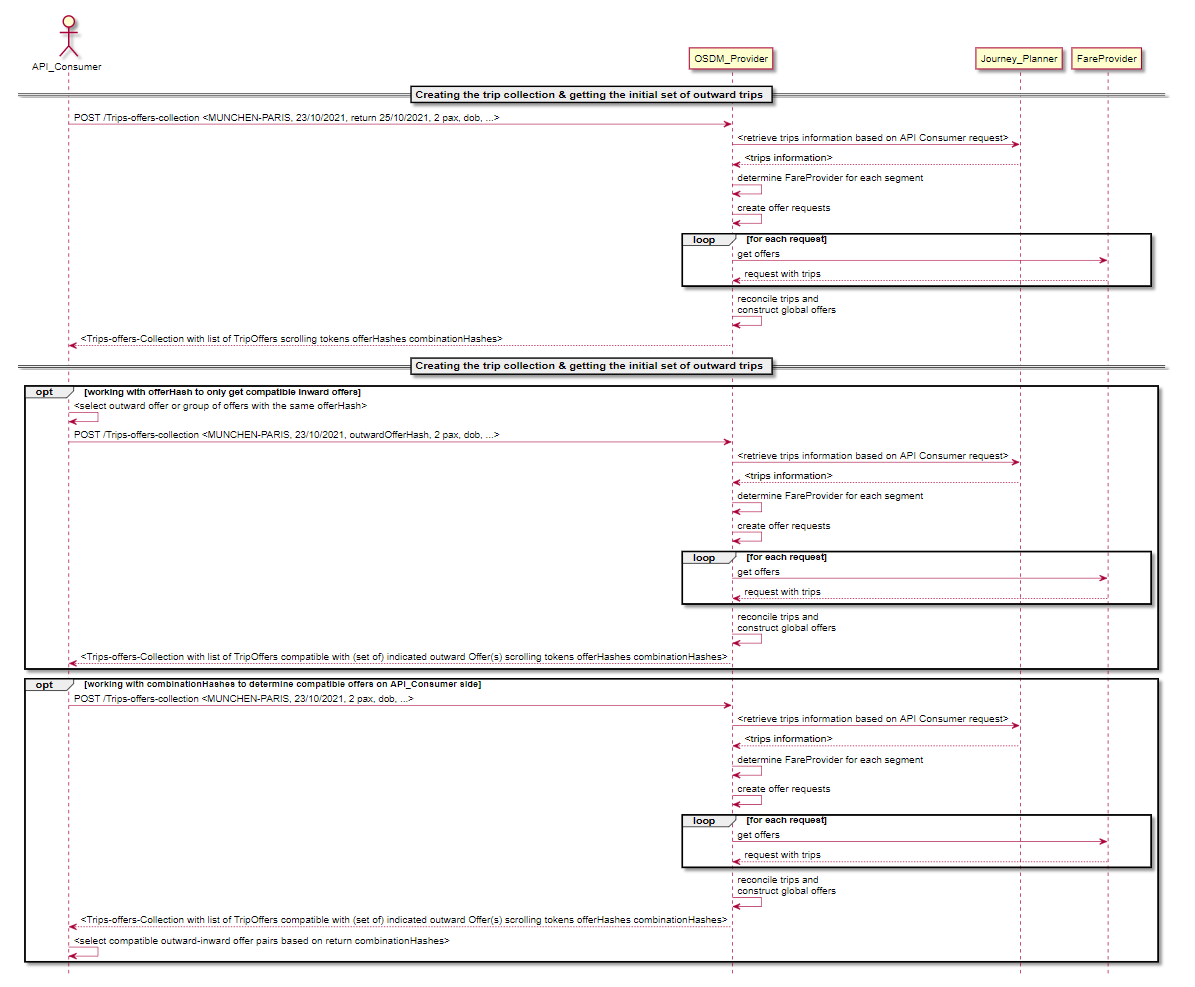 API_Consumer
OSDM_Provider
Journey_Planner
FareProvider
Creating the trip collection & getting the initial set of outward trips
POST /Trips-offers-collection <MUNCHEN-PARIS, 23/10/2021, return 25/10/2021, 2 pax, dob, ...>
<retrieve trips information based on API Consumer request>
<trips information>
determine FareProvider for each segment
create offer requests
loop
[for each request]
get offers
request with trips
reconcile trips and
construct global offers
<Trips-offers-Collection with list of TripOffers scrolling tokens offerHashes combinationHashes>
Creating the trip collection & getting the initial set of outward trips
opt
[working with offerHash to only get compatible inward offers]
<select outward offer or group of offers with the same offerHash>
POST /Trips-offers-collection <MUNCHEN-PARIS, 23/10/2021, outwardOfferHash, 2 pax, dob, ...>
<retrieve trips information based on API Consumer request>
<trips information>
determine FareProvider for each segment
create offer requests
loop
[for each request]
get offers
request with trips
reconcile trips and
construct global offers
<Trips-offers-Collection with list of TripOffers compatible with (set of) indicated outward Offer(s) scrolling tokens offerHashes combinationHashes>
opt
[working with combinationHashes to determine compatible offers on API_Consumer side]
POST /Trips-offers-collection <MUNCHEN-PARIS, 23/10/2021, 2 pax, dob, ...>
<retrieve trips information based on API Consumer request>
<trips information>
determine FareProvider for each segment
create offer requests
loop
[for each request]
get offers
request with trips
reconcile trips and
construct global offers
<Trips-offers-Collection with list of TripOffers compatible with (set of) indicated outward Offer(s) scrolling tokens offerHashes combinationHashes>
<select compatible outward-inward offer pairs based on return combinationHashes>